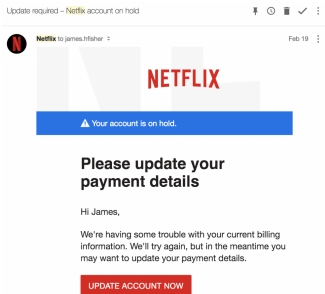 Update required – Netflix account on hold
Netflix to james.hfisher
Feb 19
NETFLIX
Your account is on hold.
Please update your
payment details
Hi James,
We're having some trouble with your current billing
information. We'll try again, but in the meantime you
may want to update your payment details.
UPDATE ACCOUNT NOW